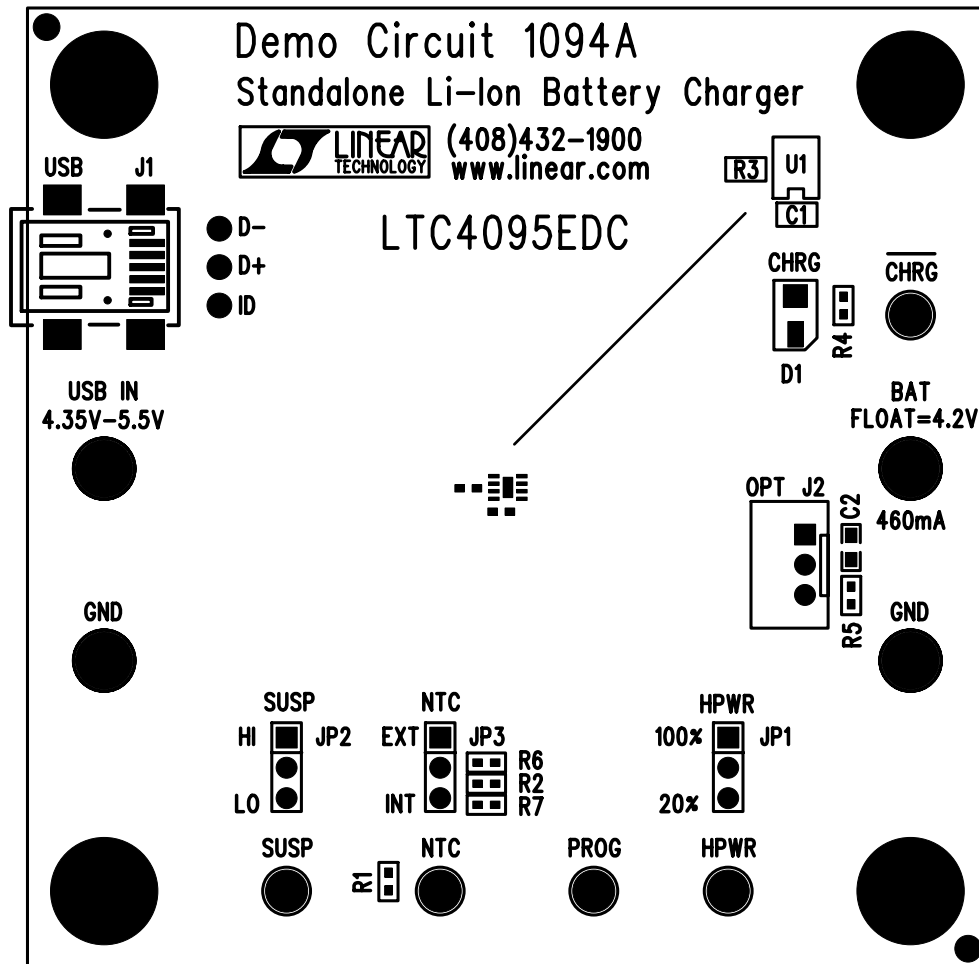 Demo Circuit 1094A
Standalone Li-Ion Battery Charger
LINEAR
TECHNOLOGY
(408)432-1900
www.linear.com
LTC4095EDC
USB J1
D-
D+
ID
R3
U1
C1
CHRG
R4
D1
CHRG
USB IN
4.35V-5.5V
BAT
FLOAT=4.2V
460mA
OPT J2
C2
R5
GND
GND
SUSP
HI JP2
LO
NTC
EXT JP3
INT
R6
R2
R7
HPWR
100% JP1
20%
SUSP
R1
NTC
PROG
HPWR